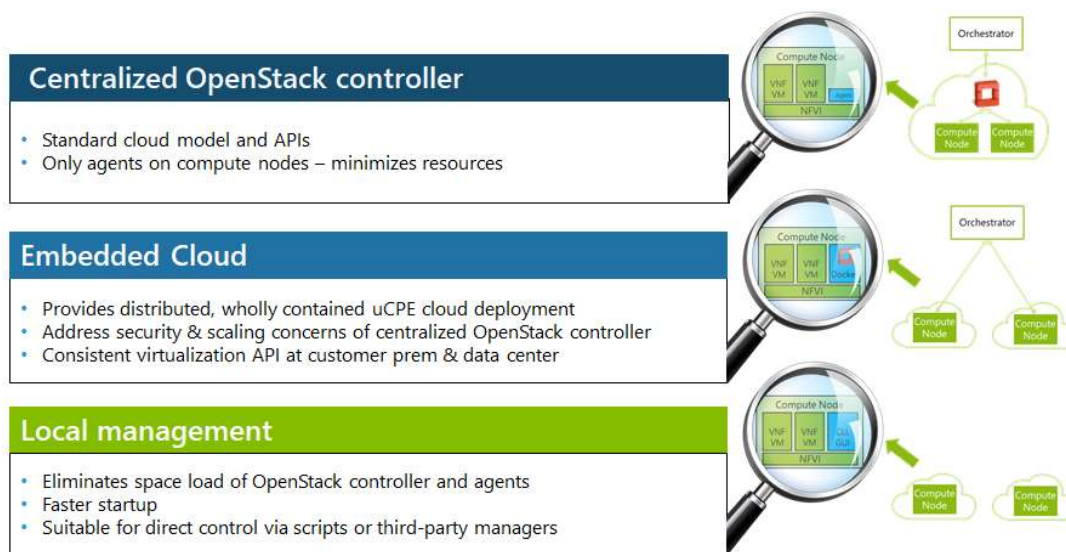 Centralized OpenStack controller
• Standard cloud model and APIs
• Only agents on compute nodes – minimizes resources
Compute Node
VNF VM
VNF VM
Agent
NFVI
Orchestrator
Compute Node
Compute Node
Embedded Cloud
• Provides distributed, wholly contained uCPE cloud deployment
• Address security & scaling concerns of centralized OpenStack controller
• Consistent virtualization API at customer prem & data center
Compute Node
VNF VM
VNF VM
Docker
NFVI
Orchestrator
Compute Node
Compute Node
Local management
• Eliminates space load of OpenStack controller and agents
• Faster startup
• Suitable for direct control via scripts or third-party managers
Compute Node
VNF VM
VNF VM
GUI
NFVI
Compute Node
Compute Node